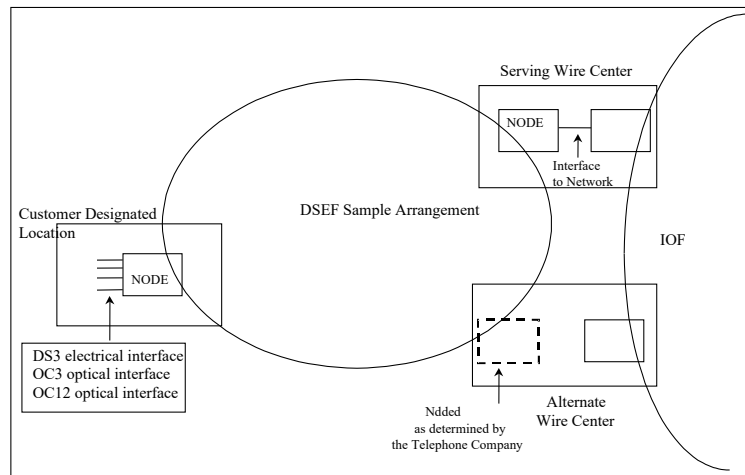 Serving Wire Center
NODE
Interface
to Network
DSEF Sample Arrangement
IOF
Customer Designated
Location
NODE
DS3 electrical interface
OC3 optical interface
OC12 optical interface
Ndded
as determined by
the Telephone Company
Alternate
Wire Center